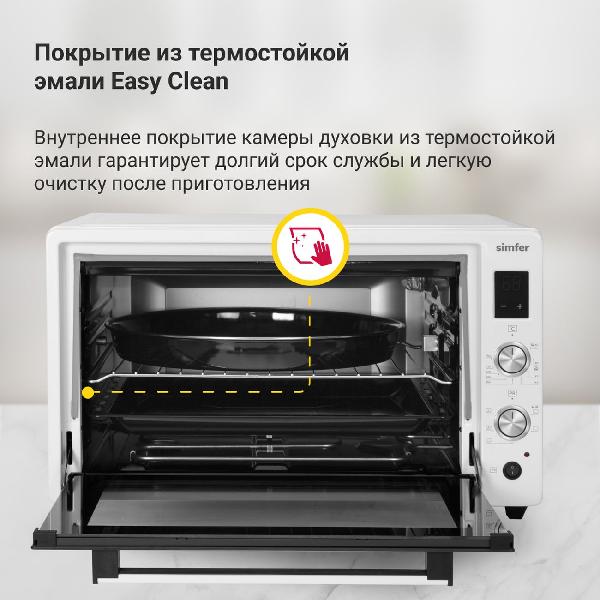 Покрытие из термостойкой
эмали Easy Clean
Внутреннее покрытие камеры духовки из термостойкой
эмали гарантирует долгий срок службы и легкую
очистку после приготовления
simfer